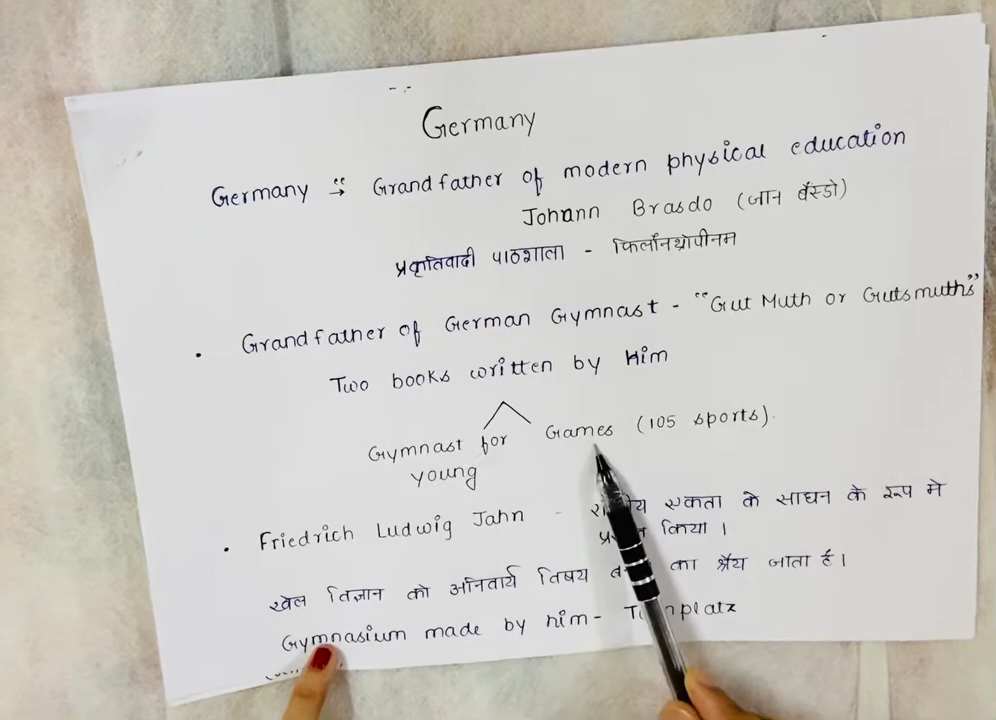 Germany
Germany → Grandfather of modern physical education
Johann Brasdo (जान बॅस्डो)
प्रकृतिवादी पाठशाला - फिर्लानथ्रोपीनम
. Grandfather of German Gymnast - "Gut Muth or Gutsmuths"
Two books written by Him
Gymnast for Games (105 sports).
young
. Friedrich Ludwig Jahn - एकता के साधन के रूप मे
किया ।
खेल विज्ञान को अनिवार्य विषय का श्रैय जाता है।
Gymnasium made by him-